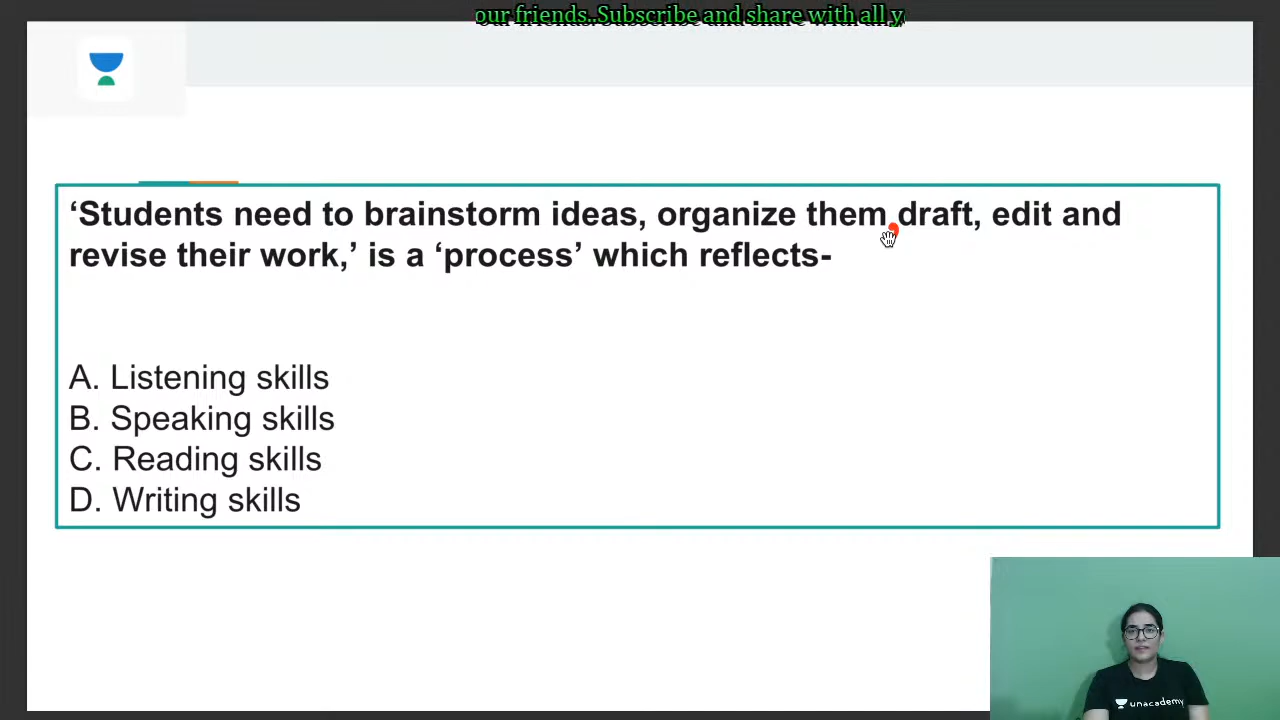 our friends..Subscribe and share with all y
‘Students need to brainstorm ideas, organize them draft, edit and
revise their work,’ is a ‘process’ which reflects-
A. Listening skills
B. Speaking skills
C. Reading skills
D. Writing skills
unacademy